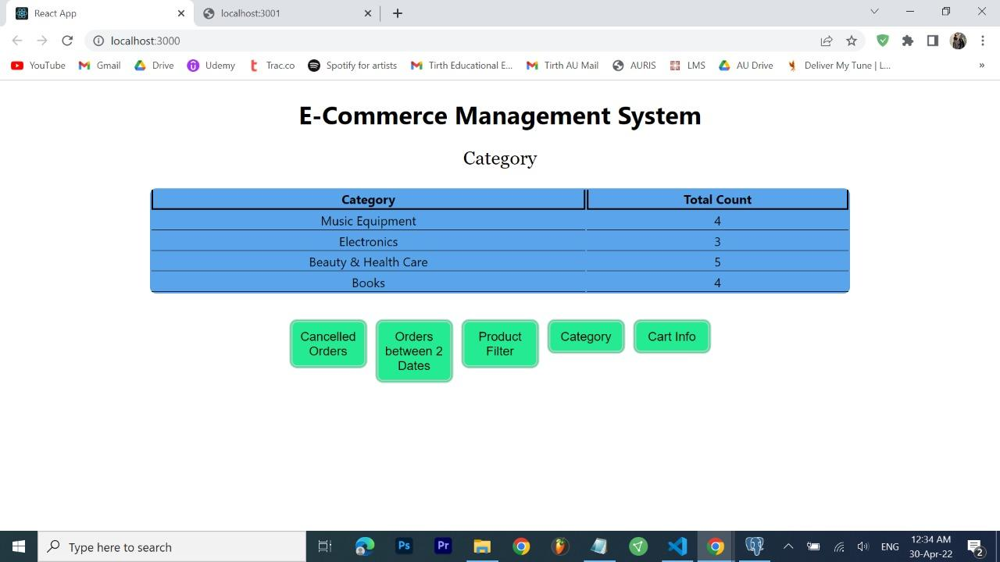 React App
localhost:3001
localhost:3000
YouTube Gmail Drive Udemy Trac.co Spotify for artists Tirth Educational E... Tirth AU Mail AURIS LMS AU Drive Deliver My Tune | L... »
E-Commerce Management System
Category
Category Total Count
Music Equipment 4
Electronics 3
Beauty & Health Care 5
Books 4
Cancelled
Orders
Orders
between 2
Dates
Product
Filter
Category
Cart Info
Type here to search
Ps
Pr
ENG
12:34 AM
30-Apr-22
2